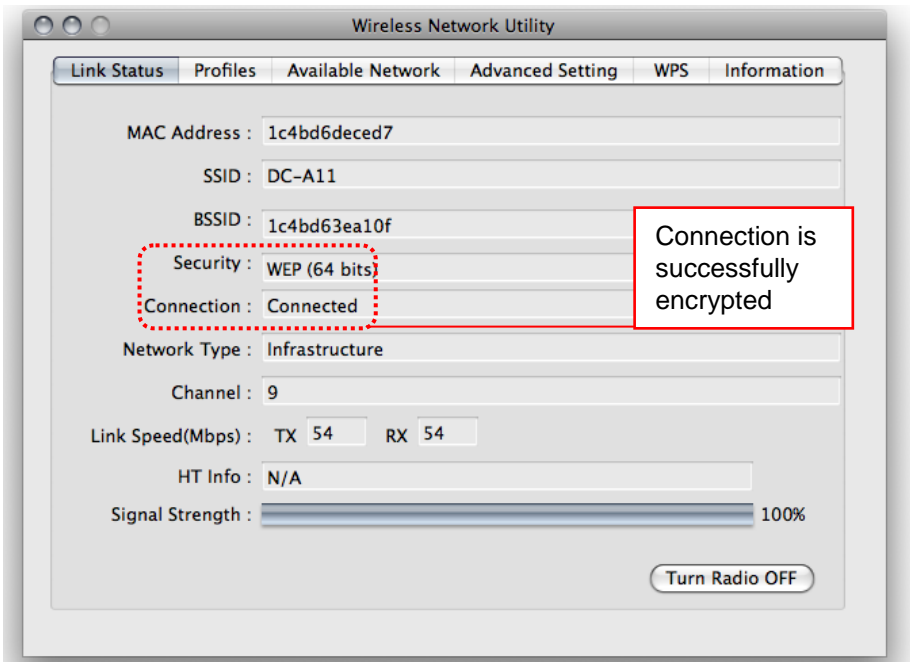 Wireless Network Utility
Link Status Profiles Available Network Advanced Setting WPS Information
MAC Address : 1c4bd6deced7
SSID : DC-A11
BSSID : 1c4bd63ea10f
Security : WEP (64 bits)
Connection : Connected
Connection is
successfully
encrypted
Network Type : Infrastructure
Channel : 9
Link Speed(Mbps) : TX 54 RX 54
HT Info : N/A
Signal Strength : 100%
Turn Radio OFF